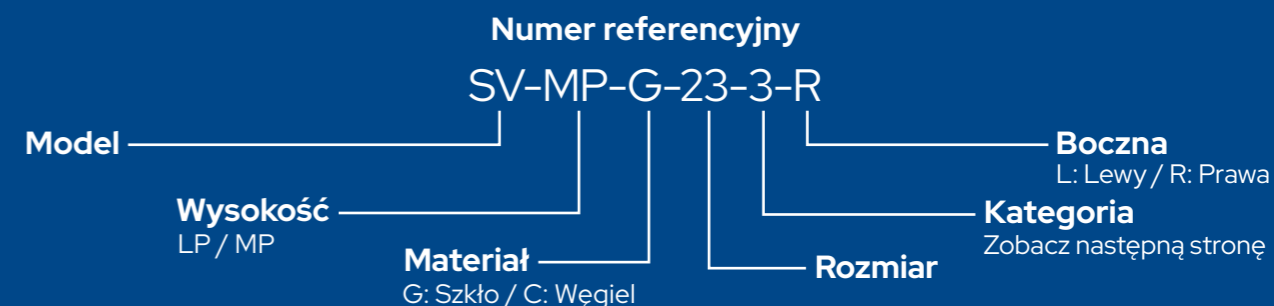 Numer referencyjny
SV-MP-G-23-3-R
Model
Boczna
L: Lewy / R: Prawa
Wysokość
LP / MP
Kategoria
Zobacz następną stronę
Materiał
G: Szkło / C: Węgiel
Rozmiar